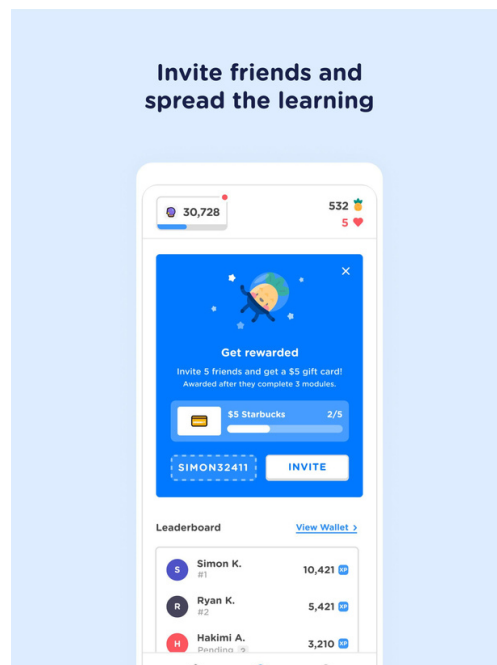 Invite friends and
spread the learning
30,728
532
5
Get rewarded
Invite 5 friends and get a $5 gift card!
Awarded after they complete 3 modules.
$5 Starbucks 2/5
SIMON32411 INVITE
Leaderboard View Wallet >
S Simon K. 10,421 XP
#1
R Ryan K. 5,421 XP
#2
H Hakimi A. 3,210 XP
Pending ?